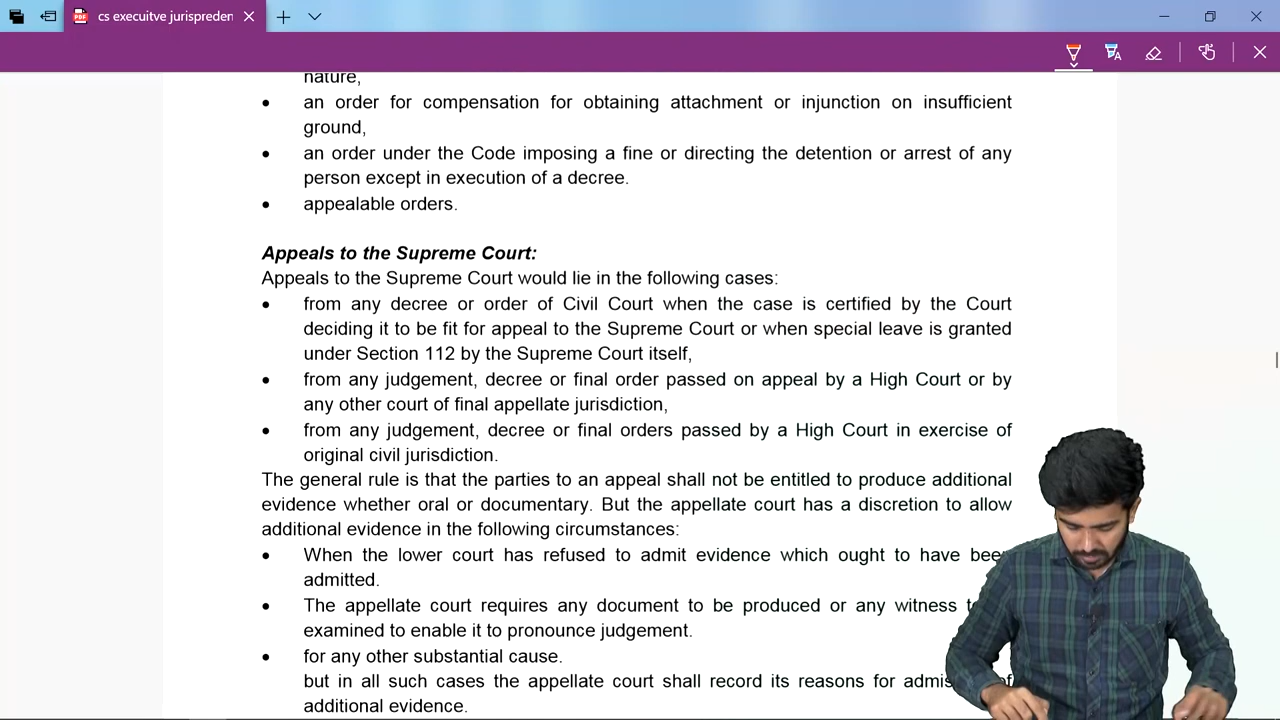 cs execuitve jurispreden
nature,
• an order for compensation for obtaining attachment or injunction on insufficient
ground,
• an order under the Code imposing a fine or directing the detention or arrest of any
person except in execution of a decree.
• appealable orders.
Appeals to the Supreme Court:
Appeals to the Supreme Court would lie in the following cases:
• from any decree or order of Civil Court when the case is certified by the Court
deciding it to be fit for appeal to the Supreme Court or when special leave is granted
under Section 112 by the Supreme Court itself,
• from any judgement, decree or final order passed on appeal by a High Court or by
any other court of final appellate jurisdiction,
• from any judgement, decree or final orders passed by a High Court in exercise of
original civil jurisdiction.
The general rule is that the parties to an appeal shall not be entitled to produce additional
evidence whether oral or documentary. But the appellate court has a discretion to allow
additional evidence in the following circumstances:
• When the lower court has refused to admit evidence which ought to have been
admitted.
• The appellate court requires any document to be produced or any witness
examined to enable it to pronounce judgement.
• for any other substantial cause.
but in all such cases the appellate court shall record its reasons for admis of
additional evidence.